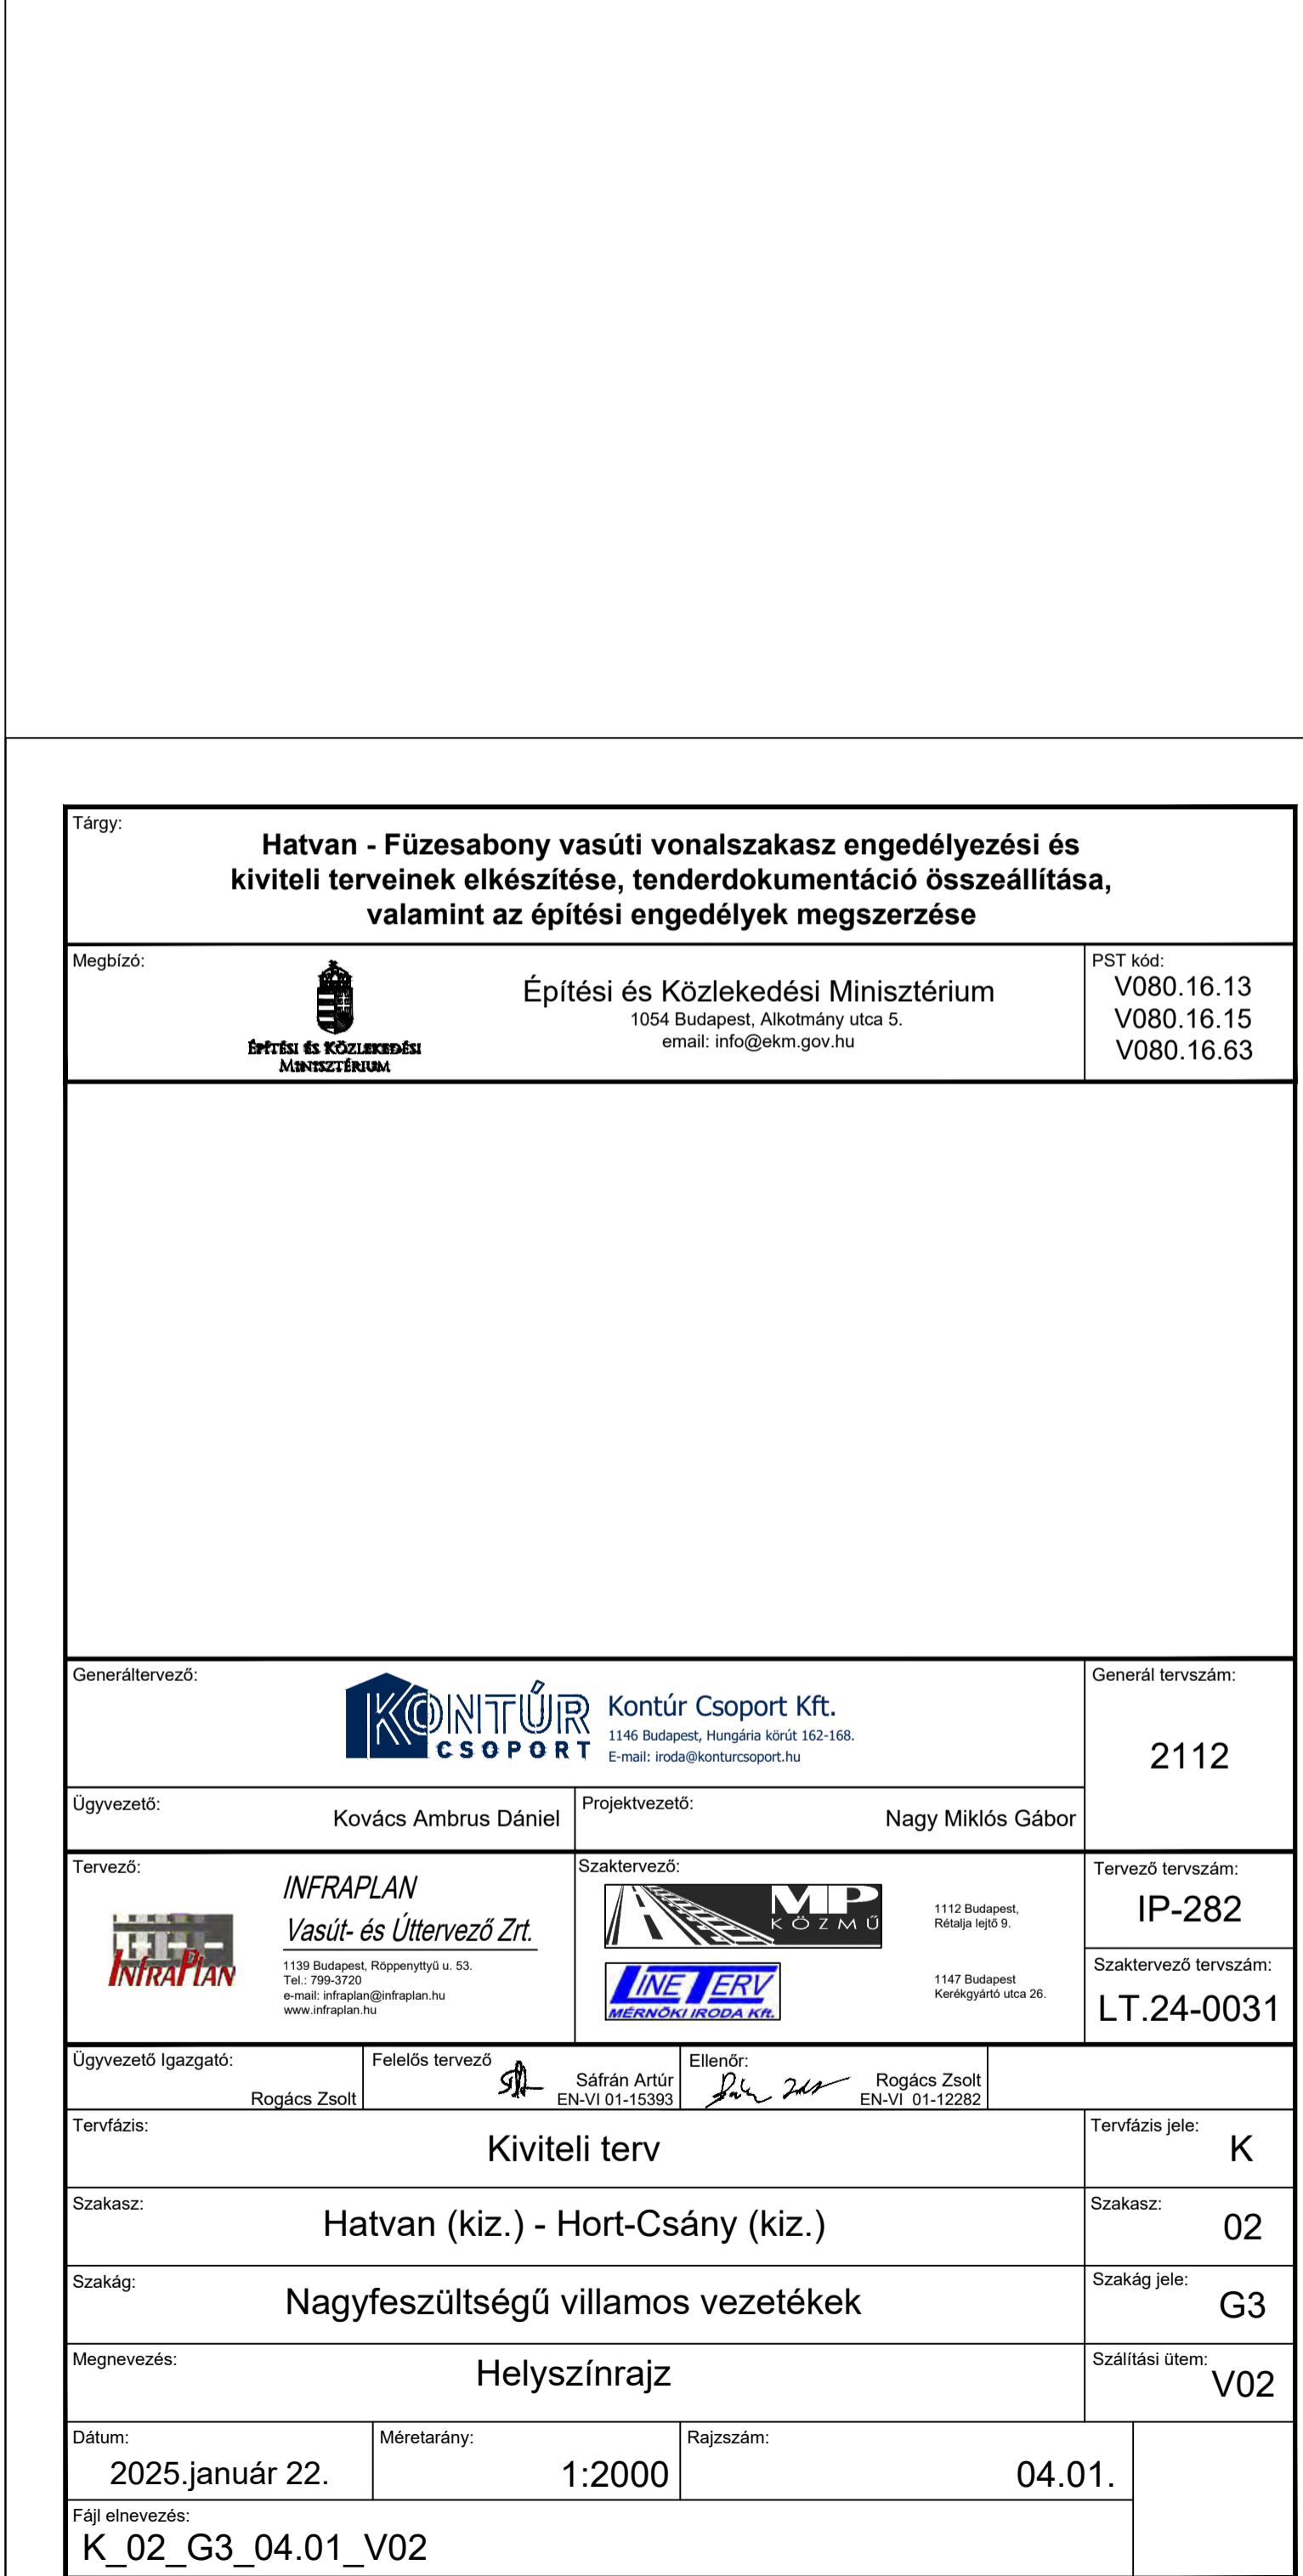 Tárgy:
Hatvan - Füzesabony vasúti vonalszakasz engedélyezési és
kiviteli terveinek elkészítése, tenderdokumentáció összeállítása,
valamint az építési engedélyek megszerzése
Megbízó:
ÉPÍTÉSI ÉS KÖZLEKEDÉSI
MINISZTÉRIUM
Építési és Közlekedési Minisztérium
1054 Budapest, Alkotmány utca 5.
email: info@ekm.gov.hu
PST kód:
V080.16.13
V080.16.15
V080.16.63
Generáltervező:
KONTÚR
CSOPORT
Kontúr Csoport Kft.
1146 Budapest, Hungária körút 162-168.
E-mail: iroda@konturcsoport.hu
Generál tervszám:
2112
Ügyvezető:
Kovács Ambrus Dániel
Projektvezető:
Nagy Miklós Gábor
Tervező:
INFRAPLAN
INFRAPLAN
Vasút- és Úttervező Zrt.
1139 Budapest, Röppenttyű u. 53.
Tel.: 799-3720
e-mail: infraplan@infraplan.hu
www.infraplan.hu
Szaktervező:
MP
KÖZMŰ
1112 Budapest,
Rétalja lejtő 9.
LINE TERV
MÉRNÖKI IRODA Kft.
1147 Budapest
Kerékgyártó utca 26.
Tervező tervszám:
IP-282
Szaktervező tervszám:
LT.24-0031
Ügyvezető Igazgató:
Rogács Zsolt
Felelős tervező
Sáfrán Artúr
EN-VI 01-15393
Ellenőr:
Rogács Zsolt
EN-VI 01-12282
Tervfázis:
Kiviteli terv
Tervfázis jele:
K
Szakasz:
Hatvan (kiz.) - Hort-Csány (kiz.)
Szakasz:
02
Szakág:
Nagyfeszültségű villamos vezetékek
Szakág jele:
G3
Megnevezés:
Helyszínrajz
Szálítási ütem:
V02
Dátum:
2025.január 22.
Méretarány:
1:2000
Rajzszám:
04.01.
Fájl elnevezés:
K_02_G3_04.01_V02